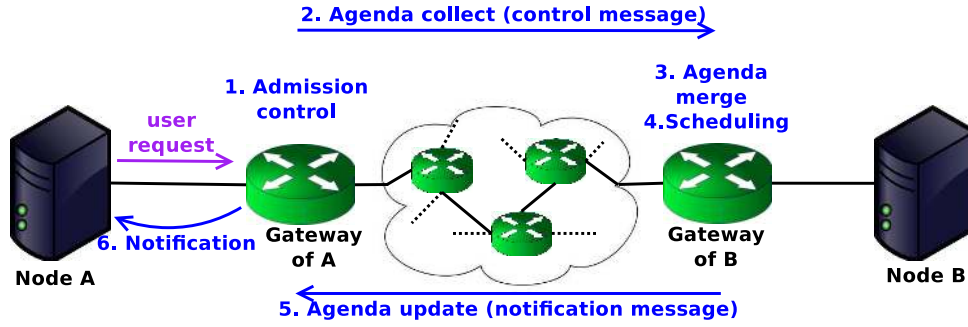 2. Agenda collect (control message)
1. Admission
control
3. Agenda
merge
4.Scheduling
user
request
6. Notification
Gateway
of A
Gateway
of B
Node A
Node B
5. Agenda update (notification message)